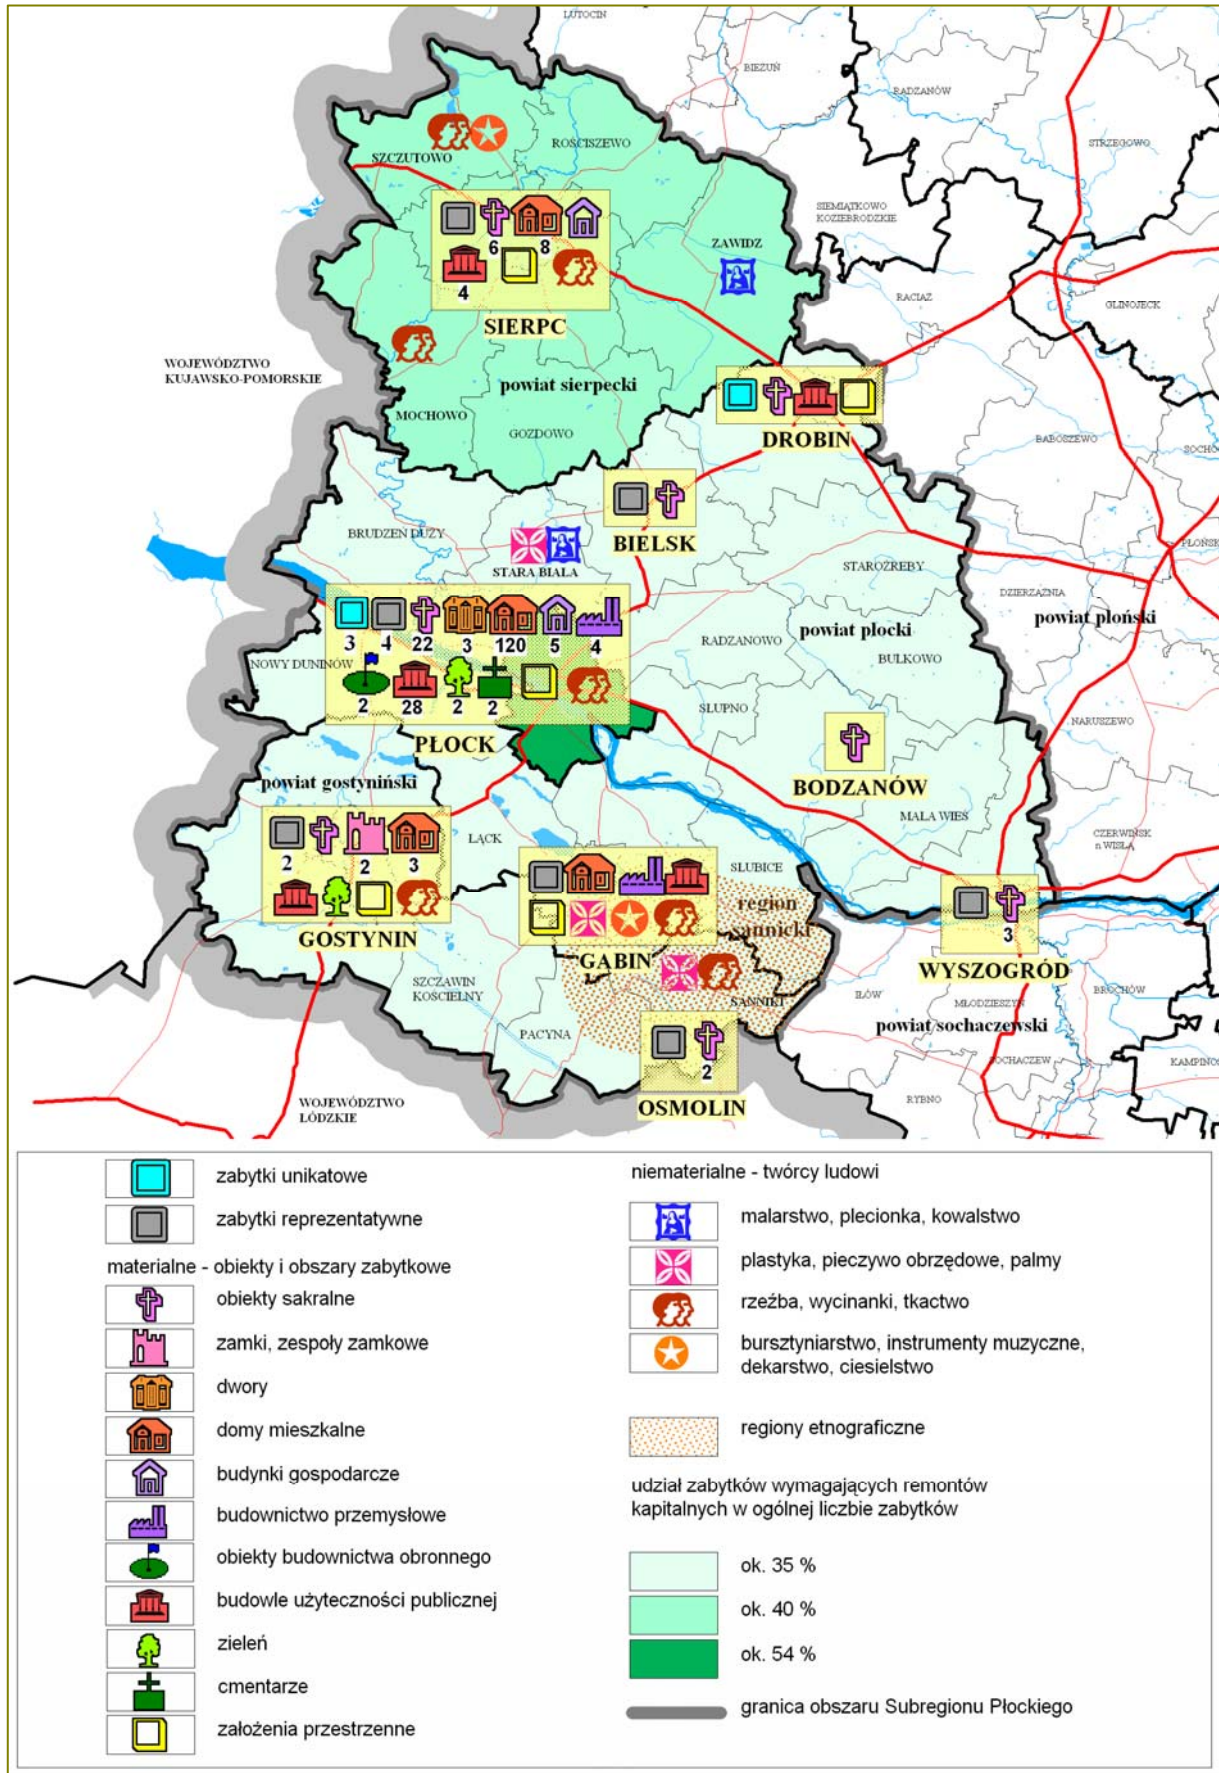 LUTOCIN
BIEŻUŃ
RADZANÓW
STRZEGOWO
SZCZUTOWO
ROŚCISZEWO
SIEMIĄTKOWO
KOZIEBRODZKIE
ZAWIDZ
6
8
4
SIERPC
RACIAZ
GLINOJECK
WOJEWÓDZTWO
KUJAWSKO-POMORSKIE
powiat sierpecki
MOCHOWO
GOZDOWO
DROBIN
BABOSZEWO
SOCHO
BIELSK
BRUDZEN DUŻY
STARA BIAŁA
STAROŹREBY
PŁOŃSK
DZIERZĄŻNIA
powiat płoński
3
4
22
3
120
5
4
RADZANOWO
powiat płocki
BULKOWO
NOWY DUNINÓW
2
28
2
2
SŁUPNO
NARUSZEWO
PŁOCK
BODZANÓW
powiat gostyniński
MAŁA WIEŚ
CZERWIŃSK
n WISŁĄ
ŁĄCK
2
2
3
SŁUBICE
region
sannicki
GOSTYNIN
GĄBIN
3
WYSZOGRÓD
SZCZAWIN
KOŚCIELNY
SANNIKI
IŁÓW
MŁODZIESZYN
BROCHÓW
powiat sochaczewski
PACYNA
SOCHACZEW
KAMPINOS
2
OSMOLIN
RYBNO
WOJEWÓDZTWO
ŁÓDZKIE
zabytki unikatowe
zabytki reprezentatywne
materialne - obiekty i obszary zabytkowe
obiekty sakralne
zamki, zespoły zamkowe
dwory
domy mieszkalne
budynki gospodarcze
budownictwo przemysłowe
obiekty budownictwa obronnego
budowle użyteczności publicznej
zieleń
cmentarze
założenia przestrzenne
niematerialne - twórcy ludowi
malarstwo, plecionka, kowalstwo
plastyka, pieczywo obrzędowe, palmy
rzeźba, wycinanki, tkactwo
bursztyniarstwo, instrumenty muzyczne,
dekarstwo, ciesielstwo
regiony etnograficzne
udział zabytków wymagających remontów
kapitalnych w ogólnej liczbie zabytków
ok. 35 %
ok. 40 %
ok. 54 %
granica obszaru Subregionu Płockiego